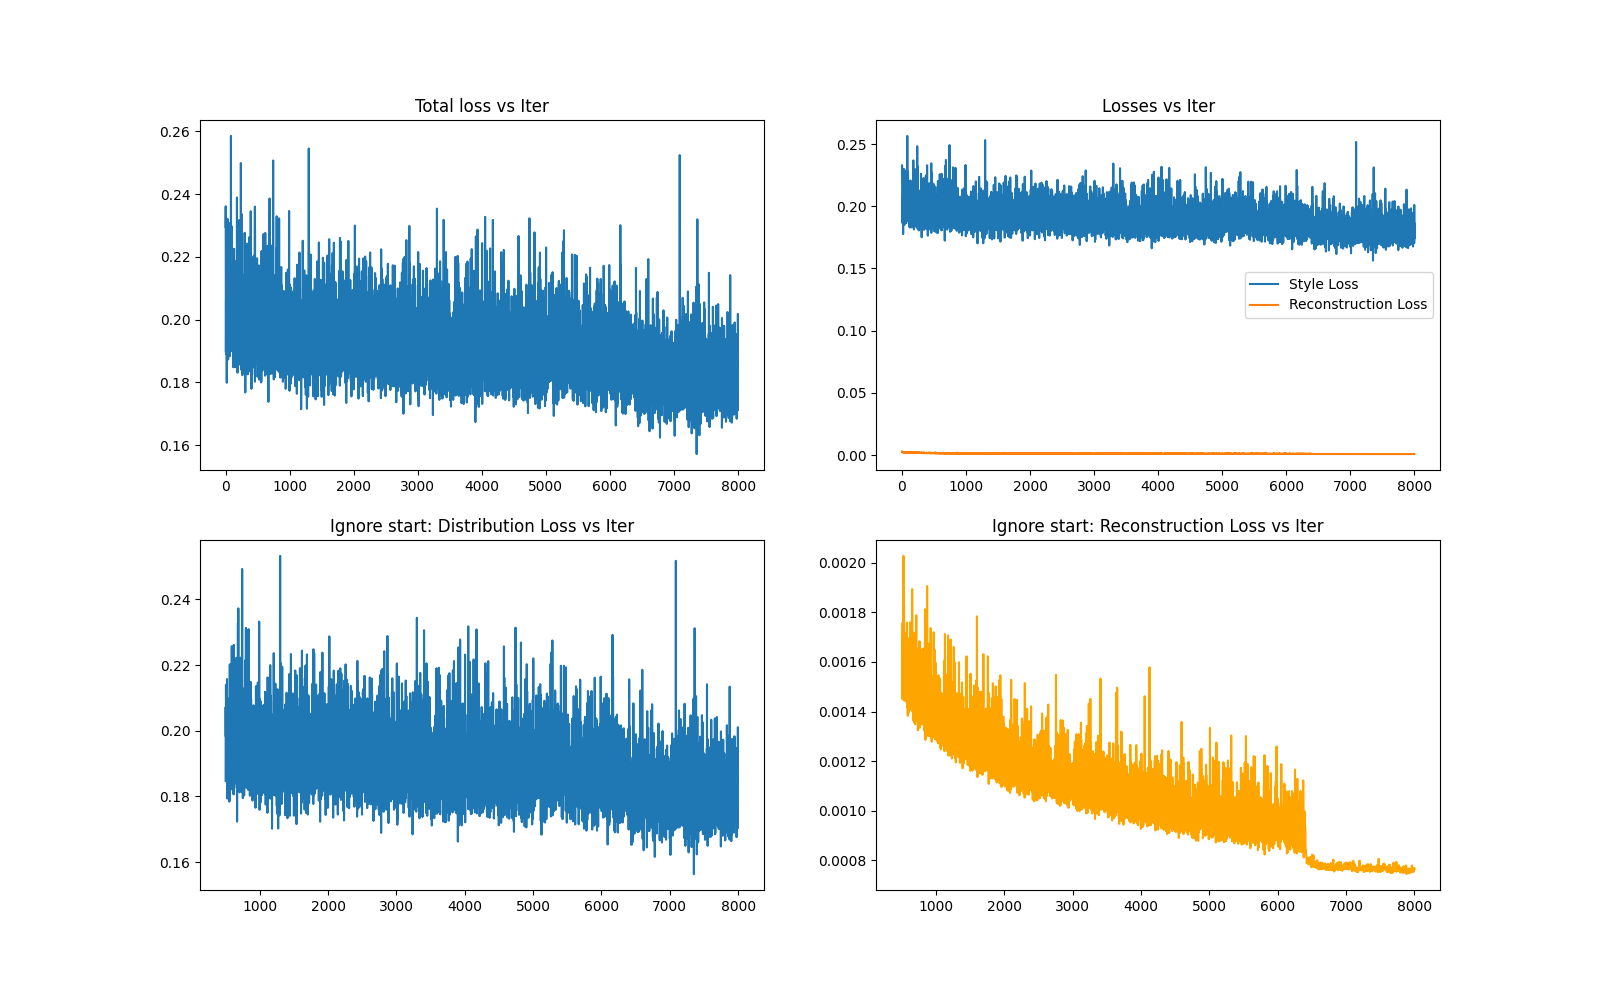 Total loss vs Iter
0.26
0.24
0.22
0.20
0.18
0.16
0 1000 2000 3000 4000 5000 6000 7000 8000
Losses vs Iter
0.25
0.20
0.15
0.10
0.05
0.00
Style Loss
Reconstruction Loss
0 1000 2000 3000 4000 5000 6000 7000 8000
Ignore start: Distribution Loss vs Iter
0.24
0.22
0.20
0.18
0.16
1000 2000 3000 4000 5000 6000 7000 8000
Ignore start: Reconstruction Loss vs Iter
0.0020
0.0018
0.0016
0.0014
0.0012
0.0010
0.0008
1000 2000 3000 4000 5000 6000 7000 8000